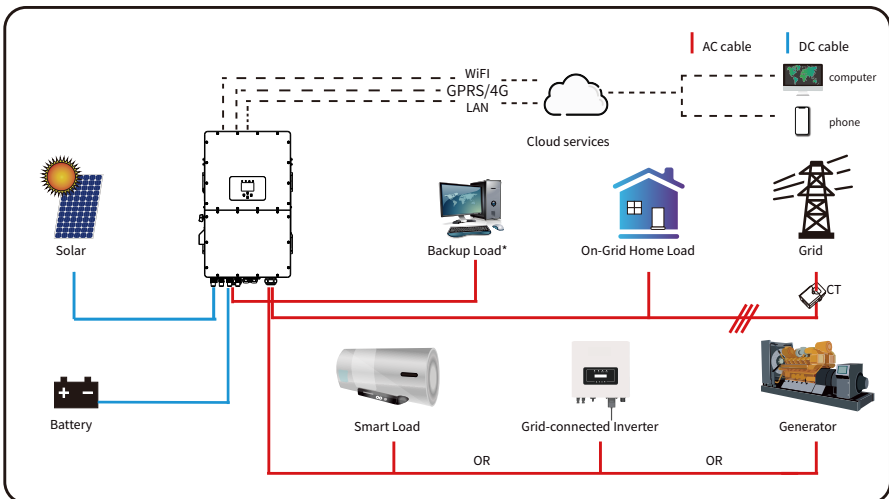 AC cable
DC cable
WiFI
GPRS/4G
LAN
computer
phone
Cloud services
Solar
Backup Load*
On-Grid Home Load
Grid
CT
Battery
Smart Load
Grid-connected Inverter
Generator
OR
OR